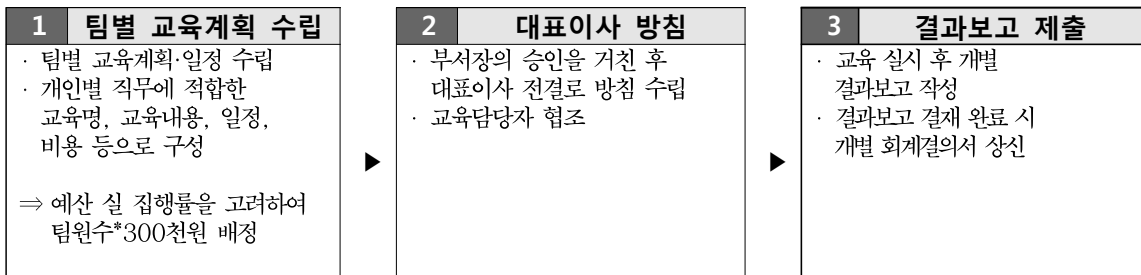 1 팀별 교육계획 수립
· 팀별 교육계획·일정 수립
· 개인별 직무에 적합한
교육명, 교육내용, 일정,
비용 등으로 구성
⇒ 예산 실 집행률을 고려하여
팀원수*300천원 배정
▶
2 대표이사 방침
· 부서장의 승인을 거친 후
대표이사 전결로 방침 수립
· 교육담당자 협조
▶
3 결과보고 제출
· 교육 실시 후 개별
결과보고 작성
· 결과보고 결재 완료 시
개별 회계결의서 상신